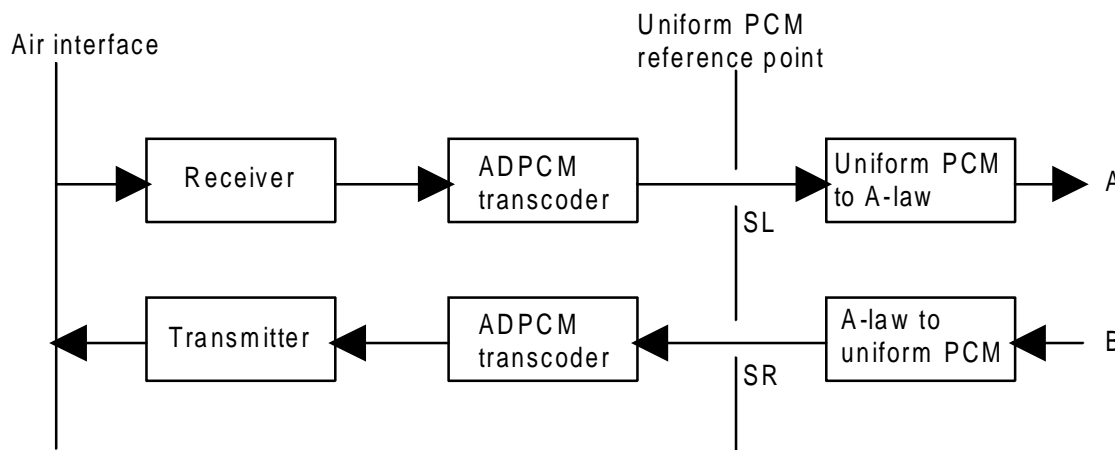 Air interface
Uniform PCM
reference point
Receiver
ADPCM
transcoder
Uniform PCM
to A-law
A
SL
Transmitter
ADPCM
transcoder
A-law to
uniform PCM
B
SR